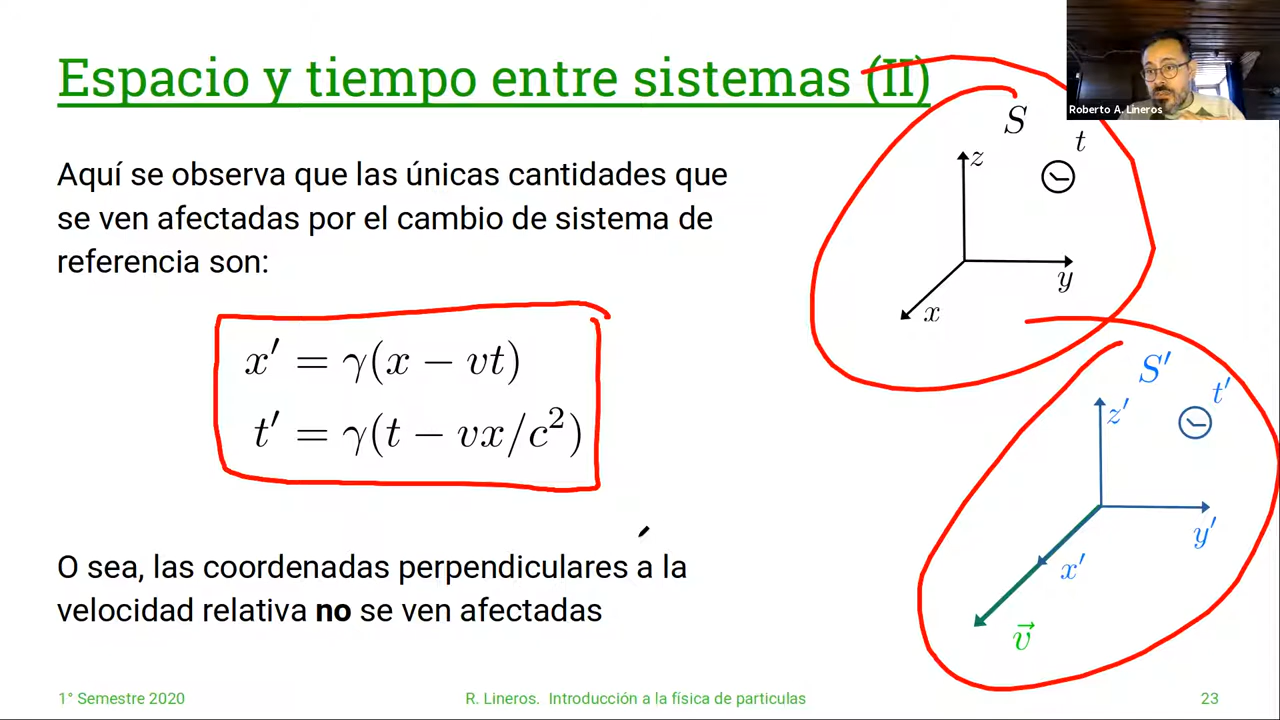 Espacio y tiempo entre sistemas (II)
Roberto A. Lineros
Aquí se observa que las únicas cantidades que
se ven afectadas por el cambio de sistema de
referencia son:
x′ = γ(x − vt)
t′ = γ(t − vx/c²)
O sea, las coordenadas perpendiculares a la
velocidad relativa no se ven afectadas
S
t
z
y
x
S′
t′
z′
y′
x′
v⃗
1° Semestre 2020
R. Lineros. Introducción a la física de particulas
23